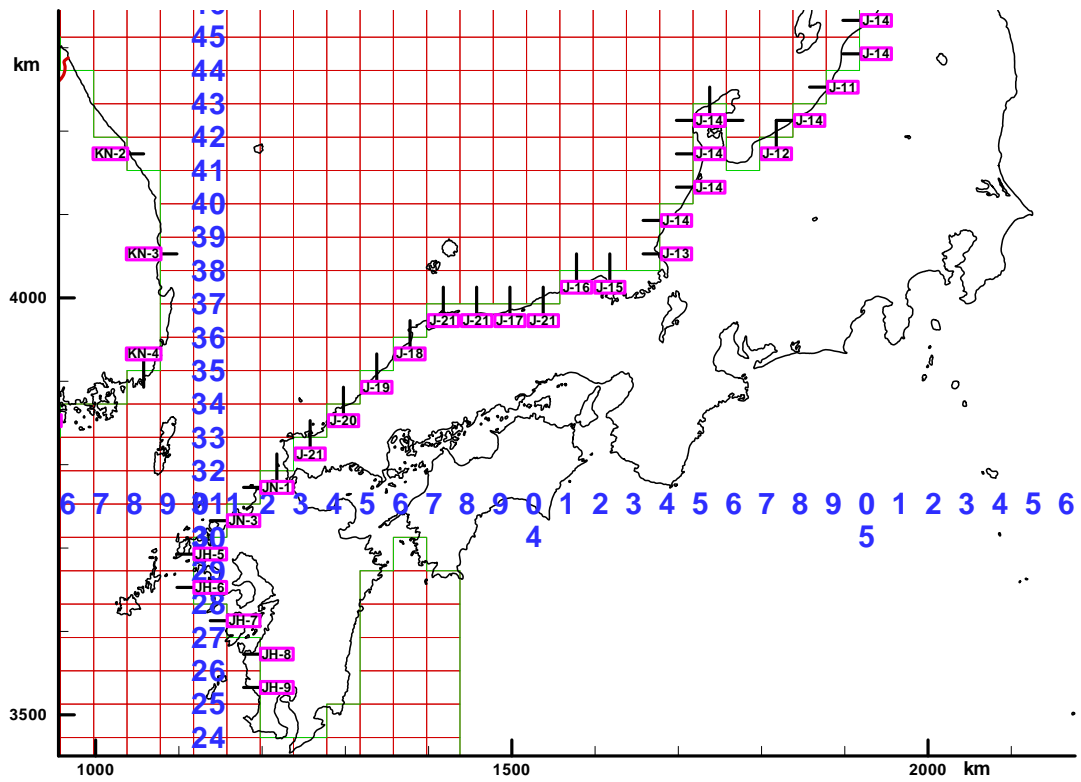 45 J-14
km 44 J-14
43 J-11
42 J-14 J-14
KN-2 41 J-14 J-12
40 J-14
39 J-14
KN-3 38 J-13
4000 37 J-16 J-15
36 J-21 J-21 J-17 J-21
KN-4 35 J-18
34 J-19
33 J-20
32 J-21
JN-1
6 7 8 9 0 1 2 3 4 5 6 7 8 9 0 1 2 3 4 5 6 7 8 9 0 1 2 3 4 5 6
JN-3
30 4 5
29 JH-5
28 JH-6
27 JH-7
26 JH-8
25 JH-9
3500 24
1000 1500 2000 km